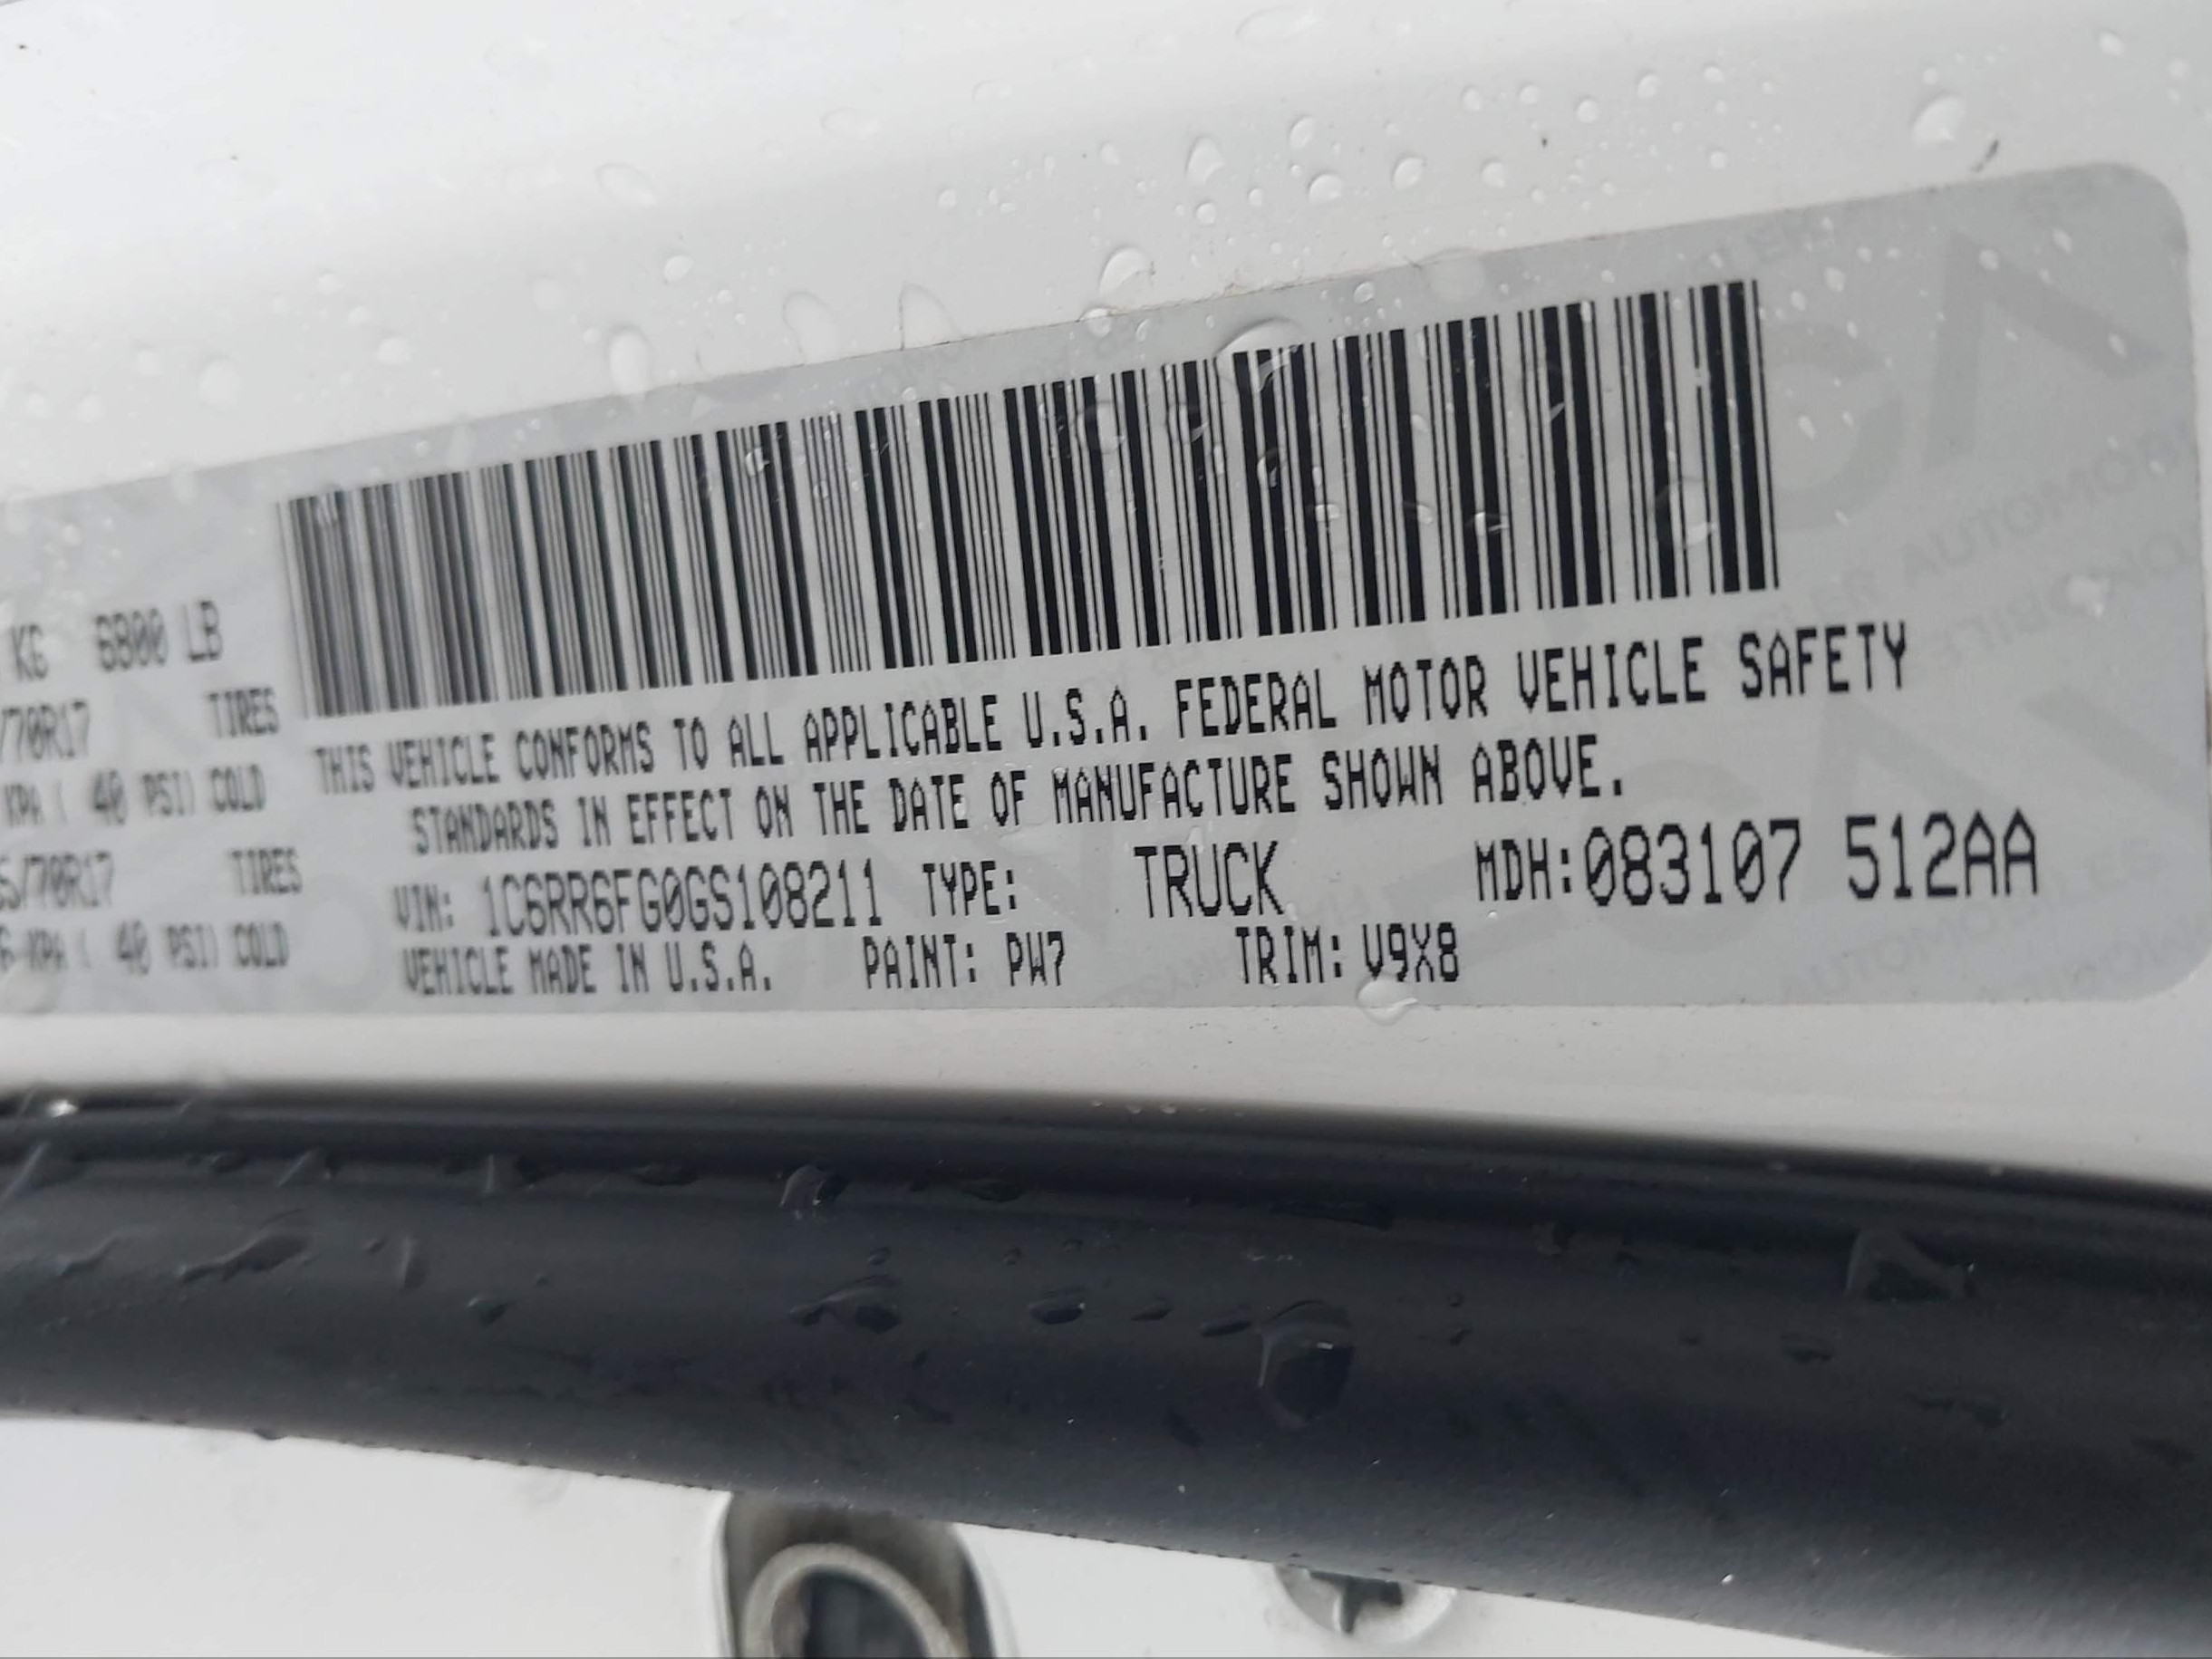 KG 6800 LB
/70R17 TIRES
KPA ( 40 PSI) COLD
5/70R17 TIRES
KPA ( 40 PSI) COLD
THIS VEHICLE CONFORMS TO ALL APPLICABLE U.S.A. FEDERAL MOTOR VEHICLE SAFETY
STANDARDS IN EFFECT ON THE DATE OF MANUFACTURE SHOWN ABOVE.
VIN: 1C6RR6FG0GS108211 TYPE: TRUCK MDH:083107 512AA
VEHICLE MADE IN U.S.A. PAINT: PW7 TRIM: V9X8